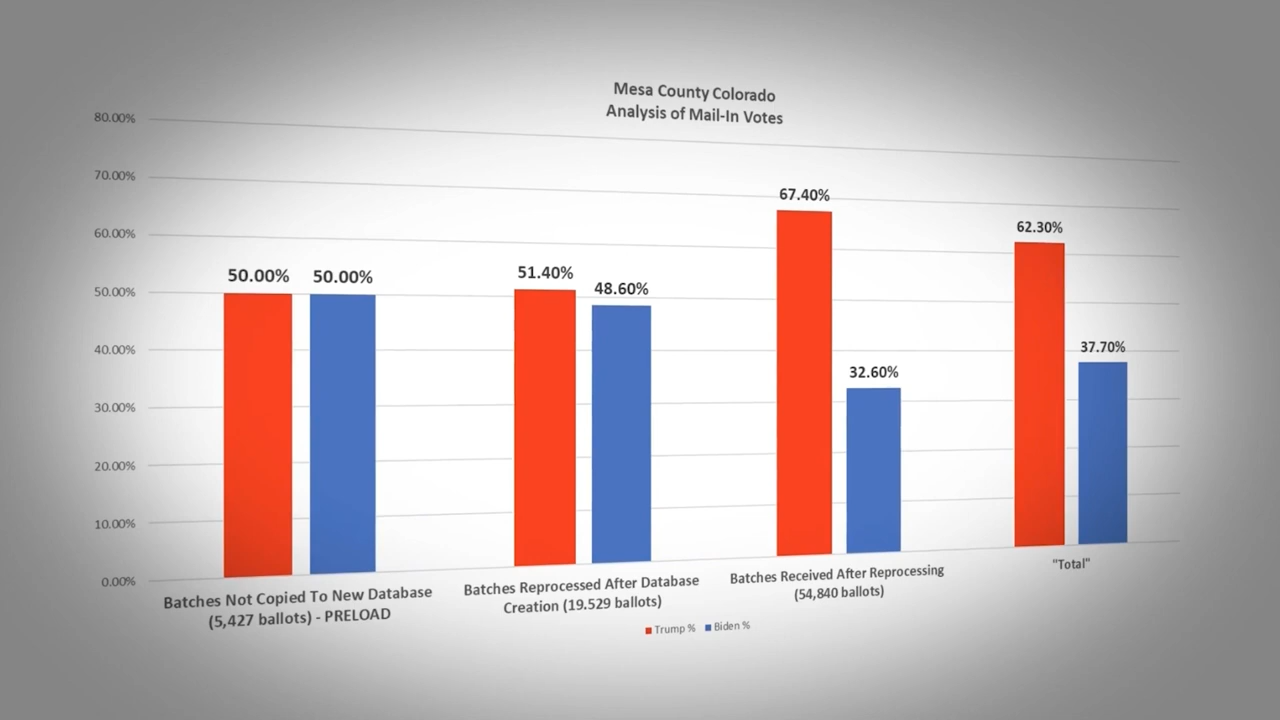 Mesa County Colorado
Analysis of Mail-In Votes
80.00%
70.00%
60.00%
50.00%
40.00%
30.00%
20.00%
10.00%
0.00%
50.00%
50.00%
51.40%
48.60%
67.40%
32.60%
62.30%
37.70%
Batches Not Copied To New Database
(5,427 ballots) - PRELOAD
Batches Reprocessed After Database
Creation (19.529 ballots)
Batches Received After Reprocessing
(54,840 ballots)
"Total"
Trump % Biden %